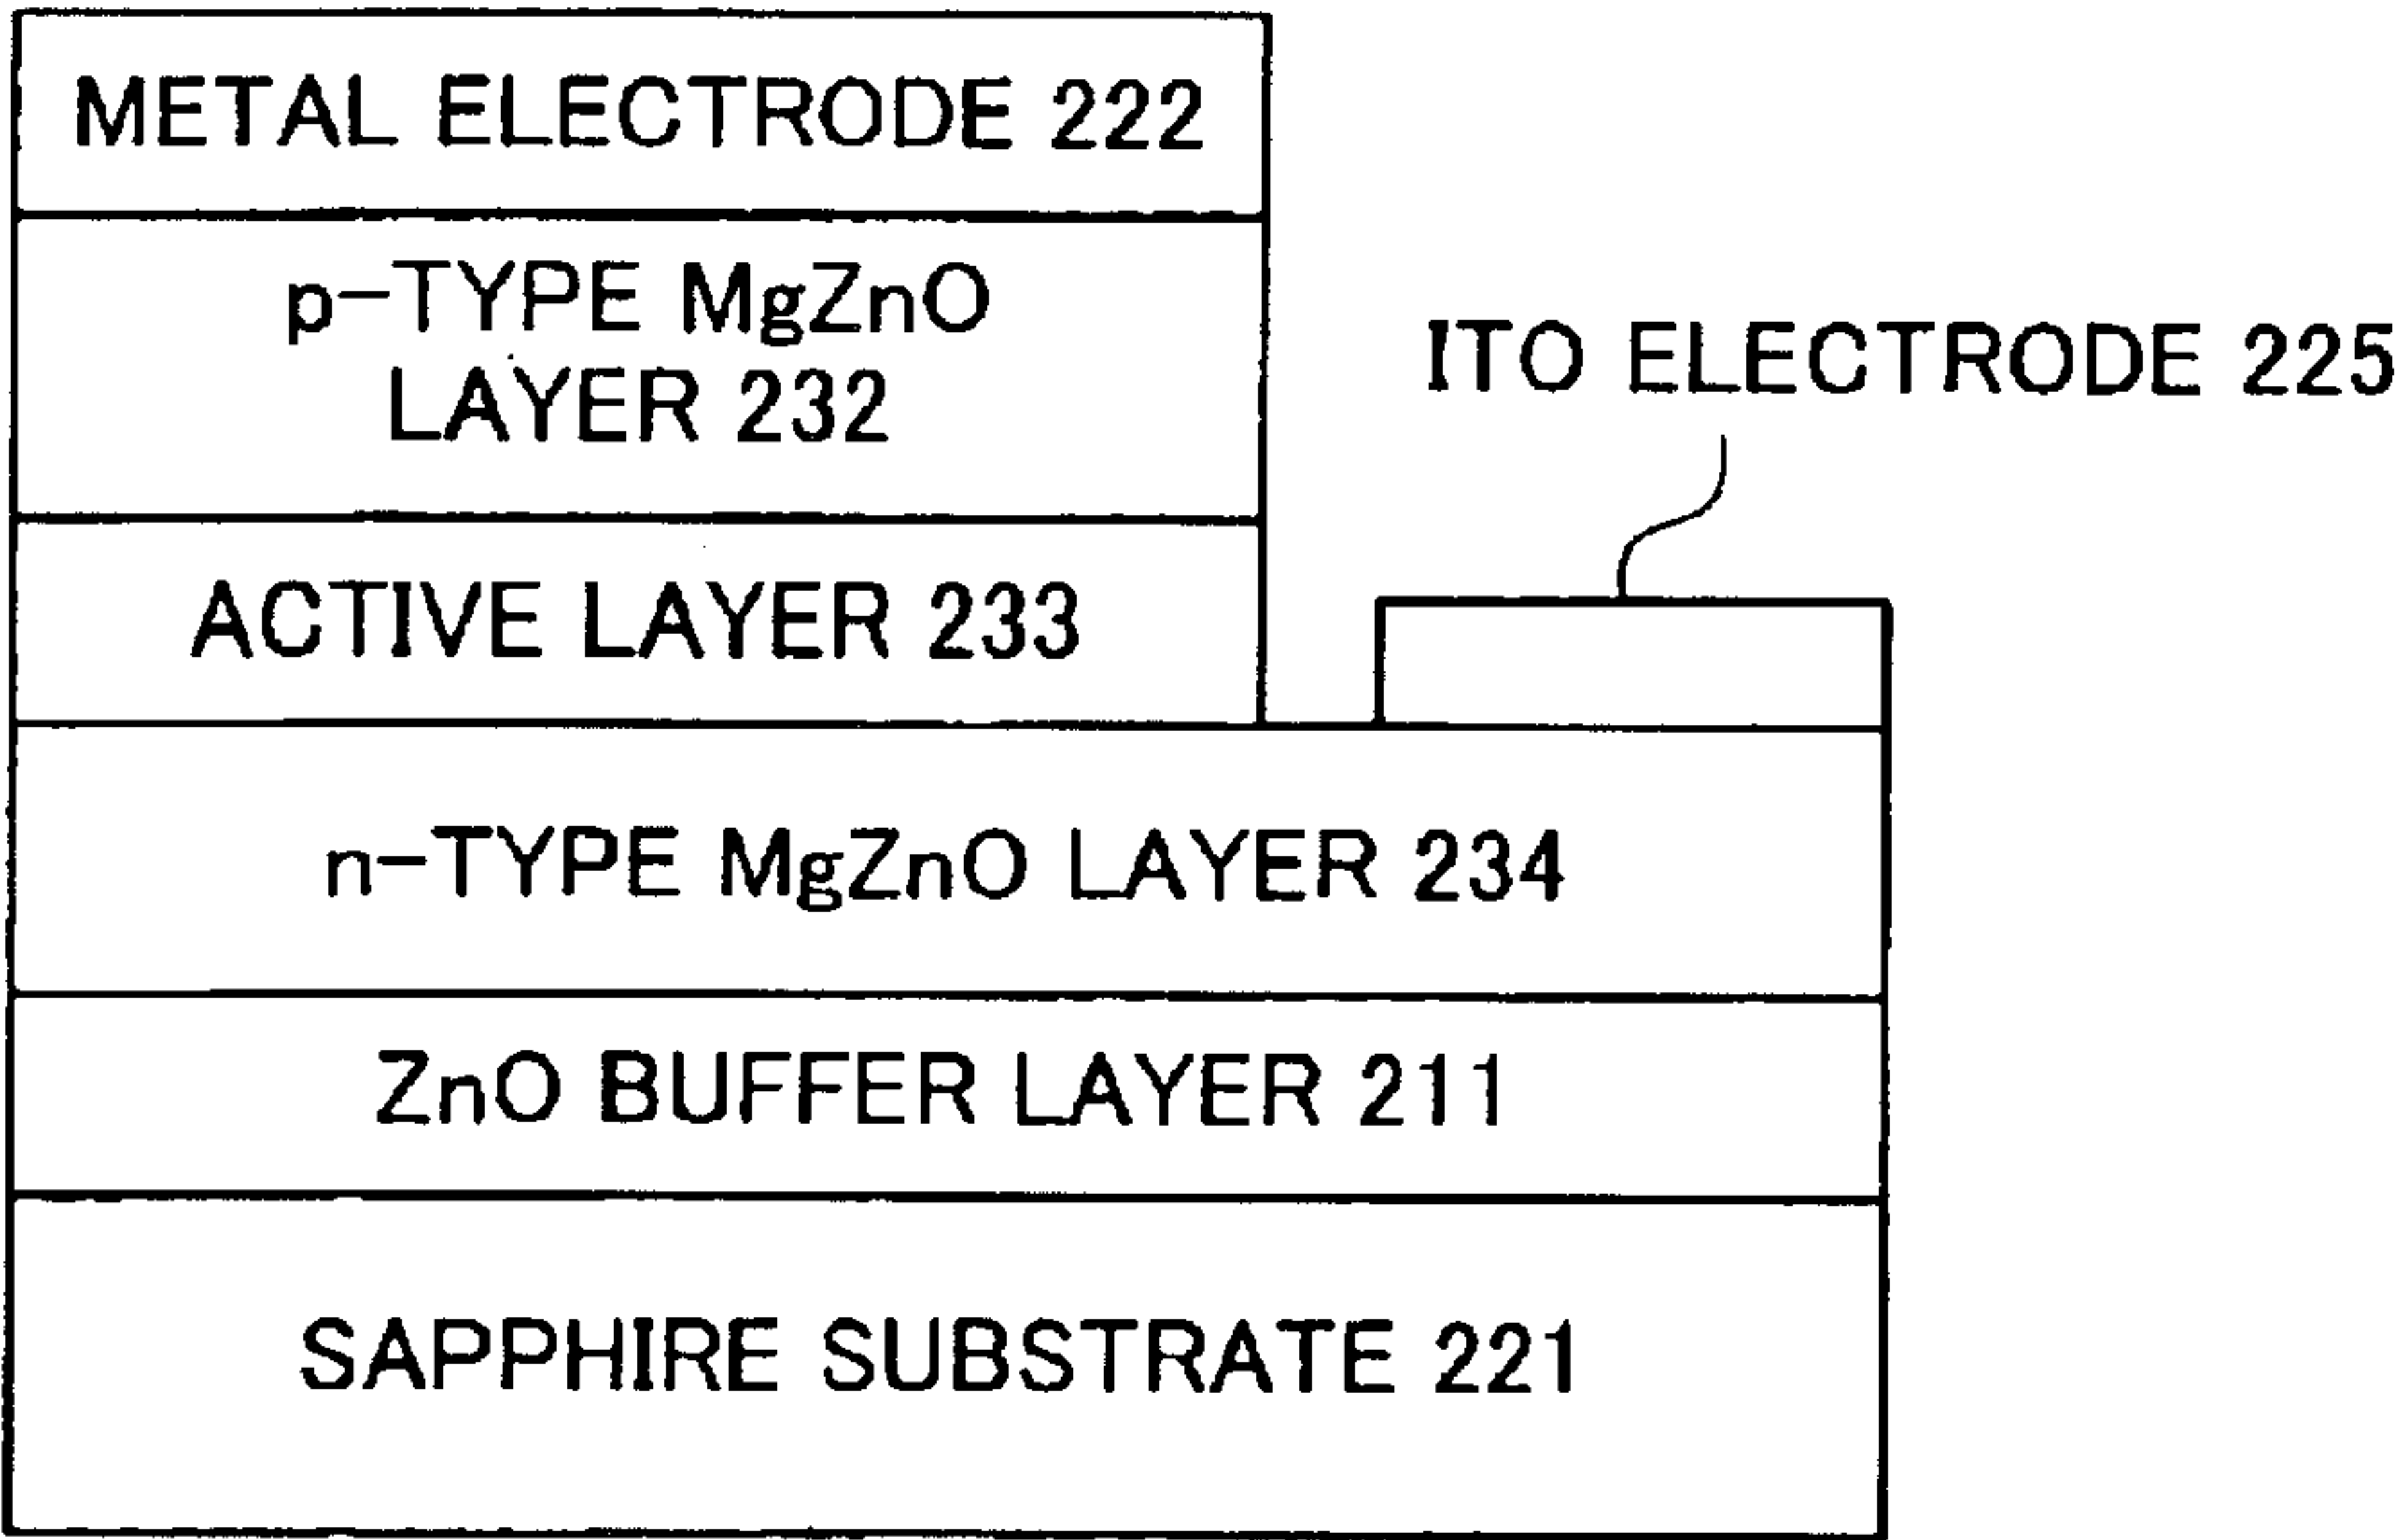 METAL ELECTRODE 222
p-TYPE MgZnO
LAYER 232
ITO ELECTRODE 225
ACTIVE LAYER 233
n-TYPE MgZnO LAYER 234
ZnO BUFFER LAYER 211
SAPPHIRE SUBSTRATE 221